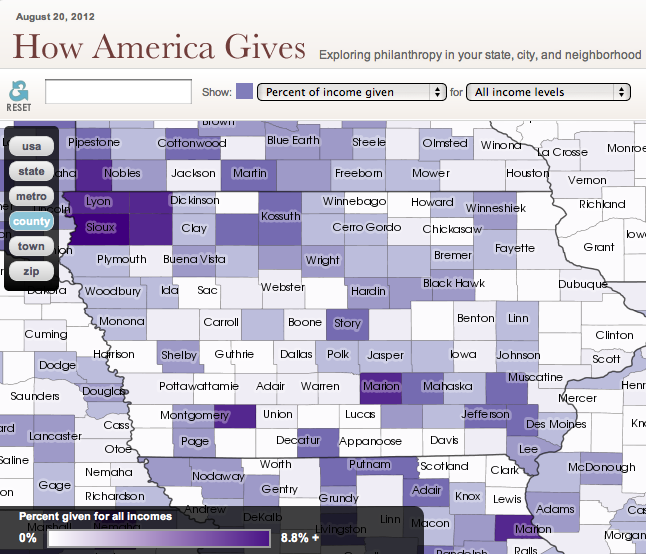 August 20, 2012
How America Gives Exploring philanthropy in your state, city, and neighborhood
RESET Show: Percent of income given for All income levels
usa
state
metro
county
town
zip
Brown
Pipestone Cottonwood Blue Earth Steele Olmsted Winona La Crosse Monroe
Nobles Jackson Martin Freeborn Mower Houston Vernon
Lyon Dickinson Winnebago Howard Winneshiek Richland
Sioux Clay Kossuth Cerro Gordo Chickasaw Fayette Grant Iow
Plymouth Buena Vista Wright Bremer
Dakota Woodbury Ida Sac Webster Hardin Black Hawk Dubuque
Monona Carroll Boone Story Benton Linn Clinton
Cuming Harrison Shelby Guthrie Dallas Polk Jasper Iowa Johnson Scott
Dodge Muscatine
Saunders Douglas Pottawattamie Adair Warren Marion Mahaska Mercer Henr
Cass Montgomery Union Lucas Jefferson Des Moines
Lancaster Otoe Page Decatur Appanoose Davis Lee
Saline Nemaha Nodaway Worth Putnam Scotland Clark McDonough
Gage Richardson Gentry Grundy Adair Knox Lewis Adams
Andrew DeKalb Livingston Linn Macon Marion Morgan
Marshall Nemaha Randolph Ralls
Percent given for all incomes
0% 8.8% +